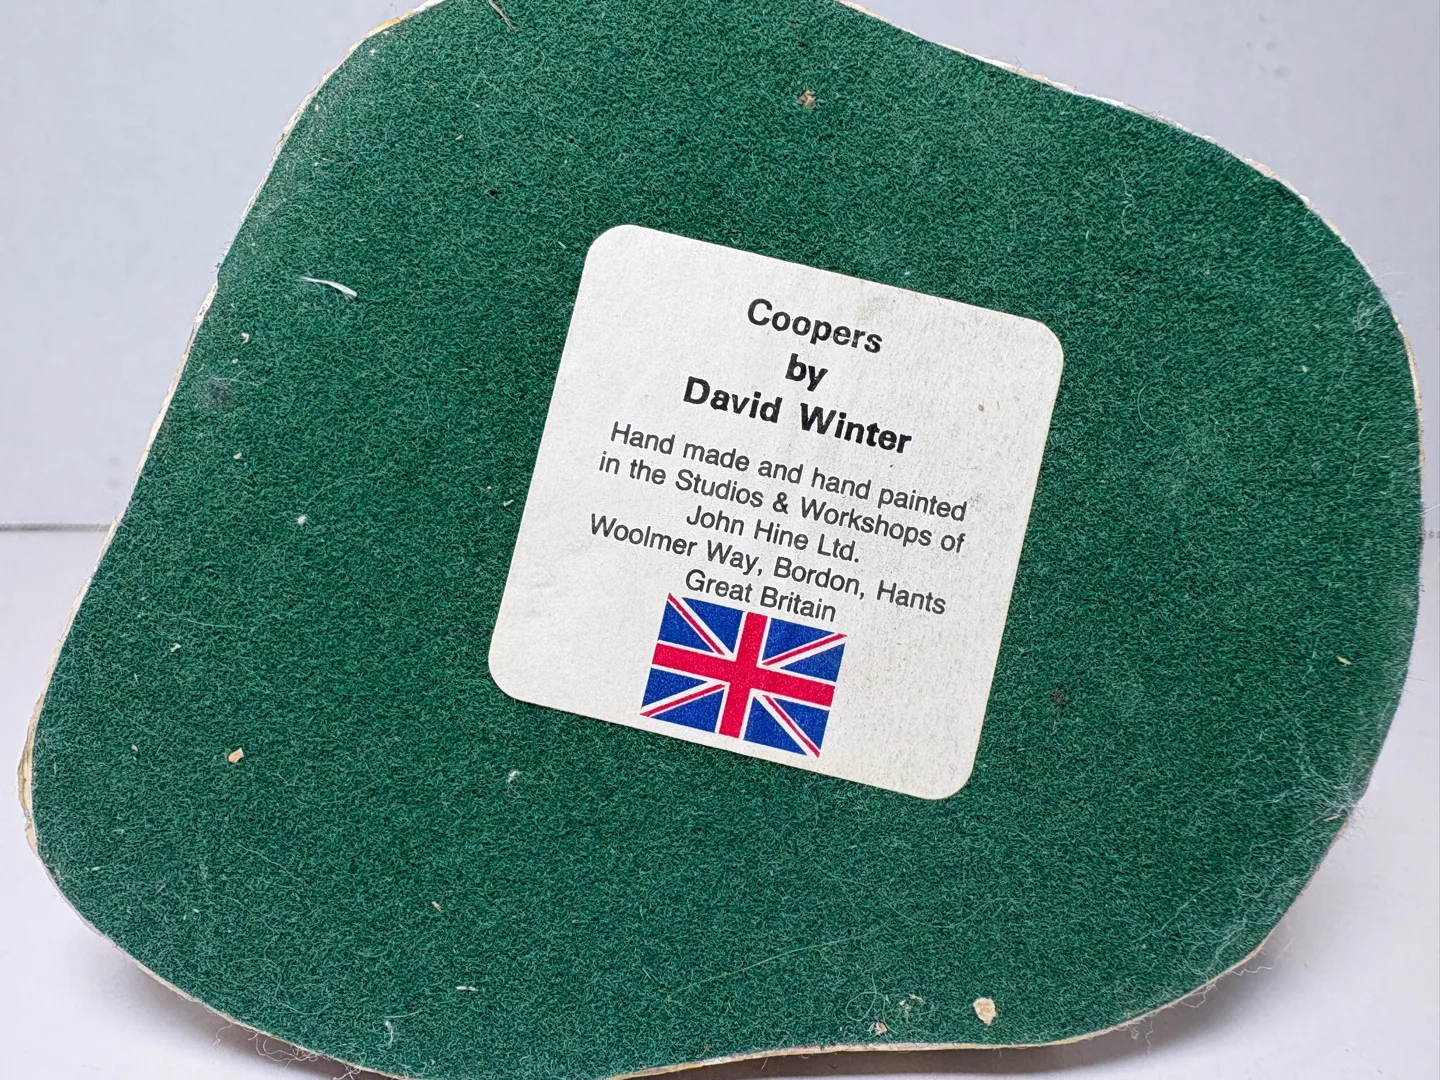 Coopers
by
David Winter
Hand made and hand painted
in the Studios & Workshops of
John Hine Ltd.
Woolmer Way, Bordon, Hants
Great Britain